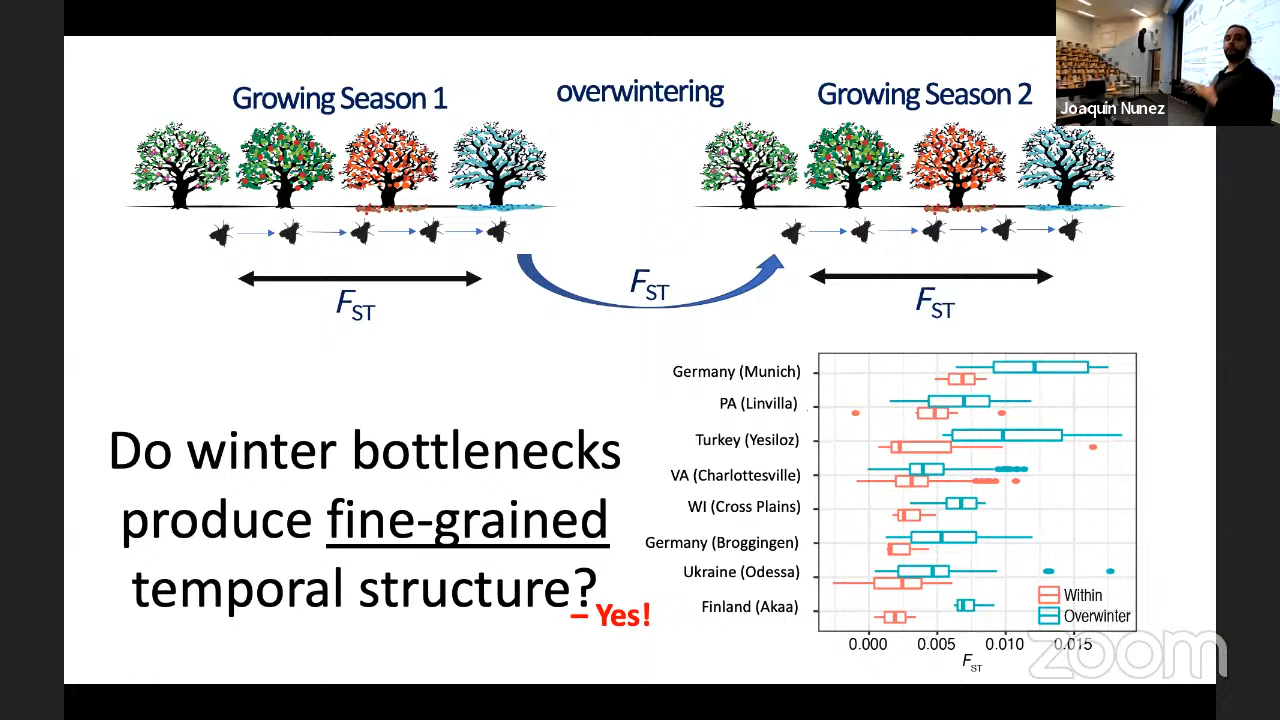 Growing Season 1
overwintering
Growing Season 2
Joaquin Nunez
F_ST
F_ST
F_ST
Do winter bottlenecks
produce fine-grained
temporal structure?
– Yes!
Germany (Munich)
PA (Linvilla)
Turkey (Yesiloz)
VA (Charlottesville)
WI (Cross Plains)
Germany (Broggingen)
Ukraine (Odessa)
Finland (Akaa)
Within
Overwinter
0.000 0.005 0.010 0.015
F_ST
zoom